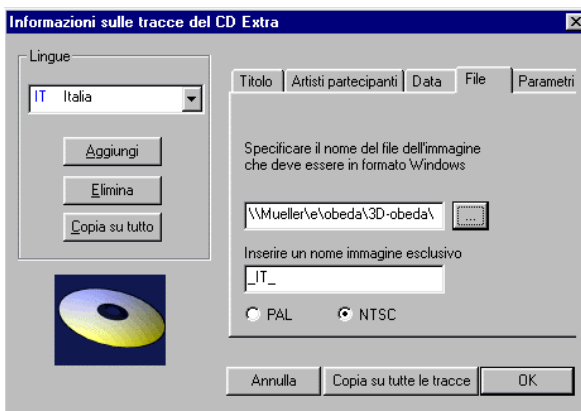 Informazioni sulle tracce del CD Extra
Lingue
IT Italia
Aggiungi
Elimina
Copia su tutto
Titolo Artisti partecipanti Data File Parametri
Specificare il nome del file dell'immagine
che deve essere in formato Windows
\\Mueller\e\obeda\3D-obeda\ ...
Inserire un nome immagine esclusivo
_IT_
PAL NTSC
Annulla Copia su tutte le tracce OK